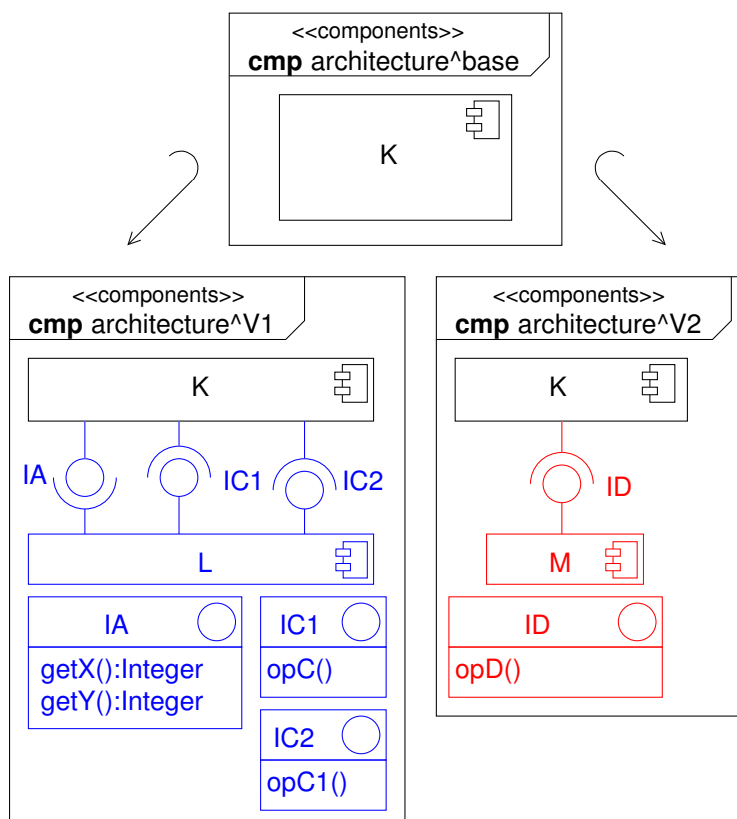 <<components>>
cmp architecture^base
K
<<components>>
cmp architecture^V1
K
IA
IC1
IC2
L
IA
getX():Integer
getY():Integer
IC1
opC()
IC2
opC1()
<<components>>
cmp architecture^V2
K
ID
M
ID
opD()